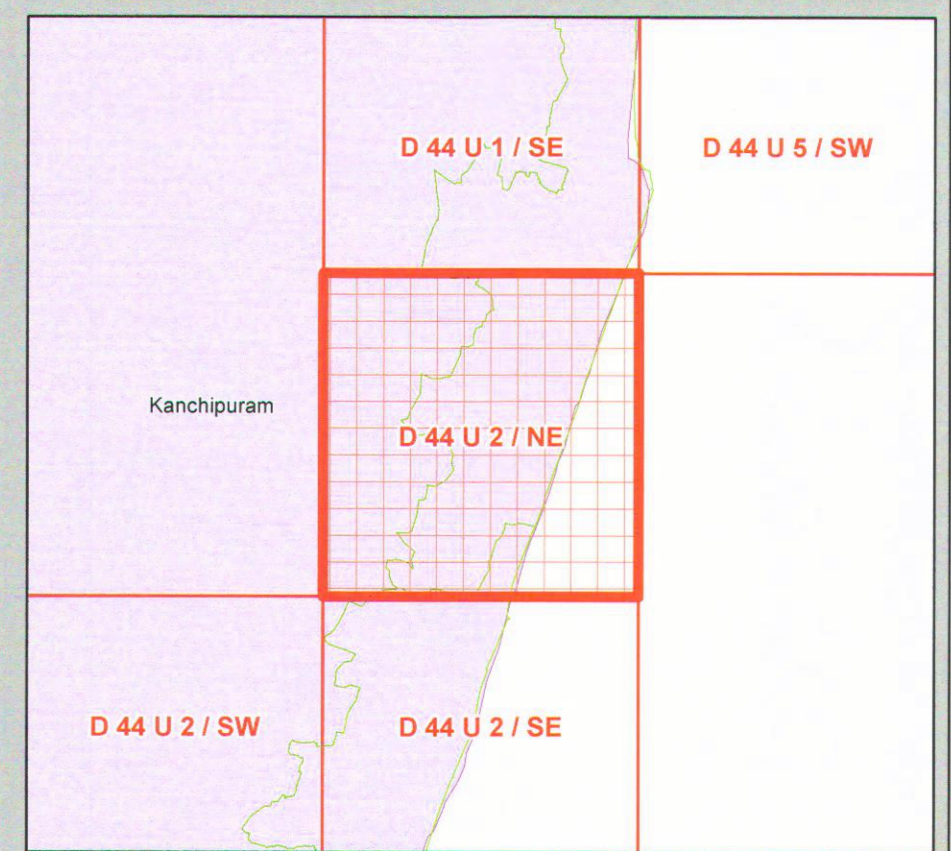 D 44 U 1 / SE
D 44 U 5 / SW
Kanchipuram
D 44 U 2 / NE
D 44 U 2 / SW
D 44 U 2 / SE